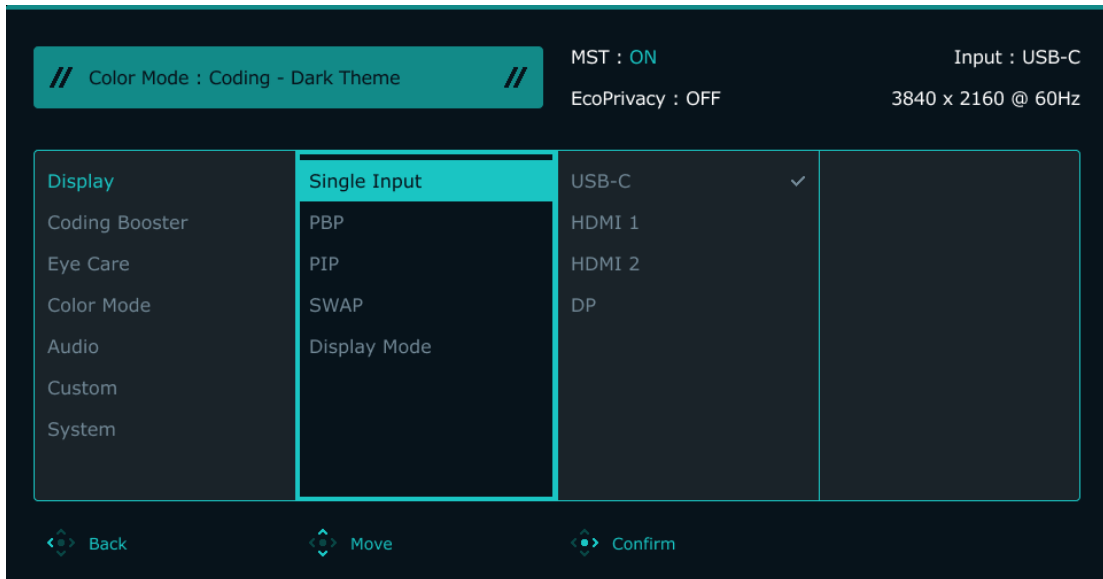 // Color Mode : Coding - Dark Theme //
MST : ON
Input : USB-C
EcoPrivacy : OFF
3840 x 2160 @ 60Hz
Display
Coding Booster
Eye Care
Color Mode
Audio
Custom
System
Single Input
PBP
PIP
SWAP
Display Mode
USB-C
HDMI 1
HDMI 2
DP
Back
Move
Confirm